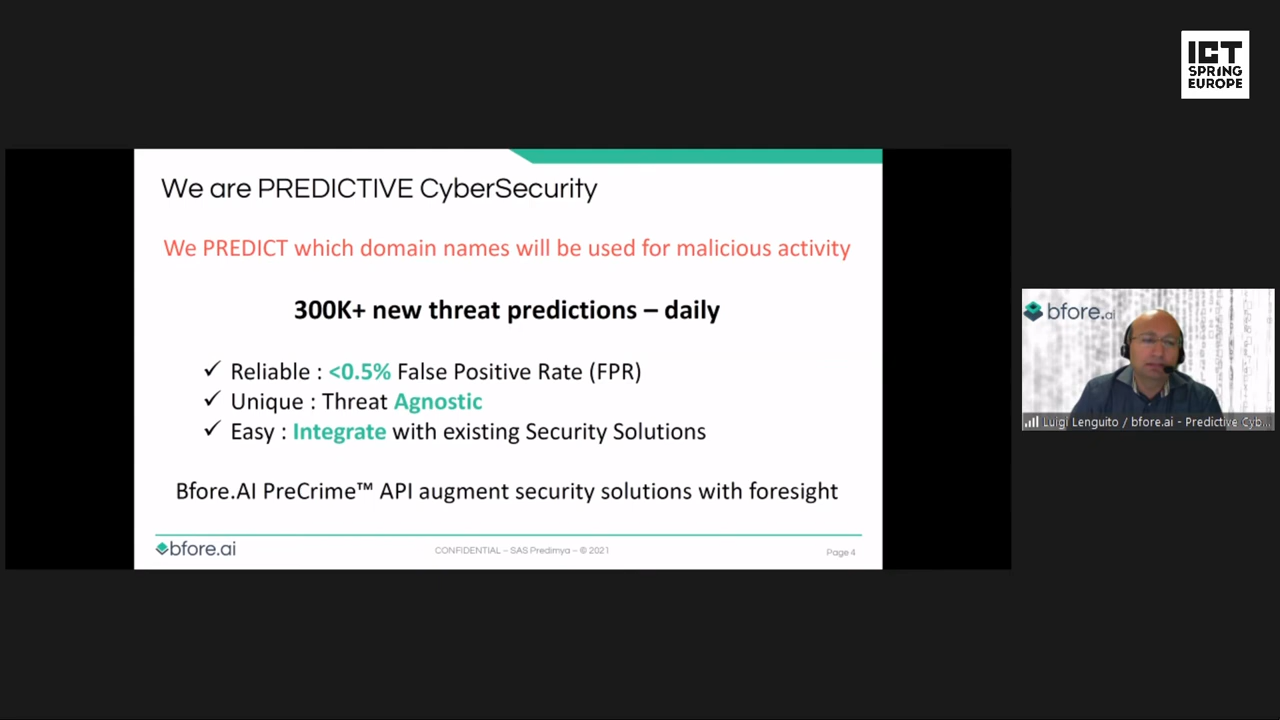 ICT
SPRING
EUROPE
We are PREDICTIVE CyberSecurity
We PREDICT which domain names will be used for malicious activity
300K+ new threat predictions – daily
✓ Reliable : <0.5% False Positive Rate (FPR)
✓ Unique : Threat Agnostic
✓ Easy : Integrate with existing Security Solutions
Bfore.AI PreCrime™ API augment security solutions with foresight
bfore.ai
CONFIDENTIAL – SAS Predimya – © 2021
Page 4
bfore.ai
Luigi Lenguito / bfore.ai - Predictive Cyb...